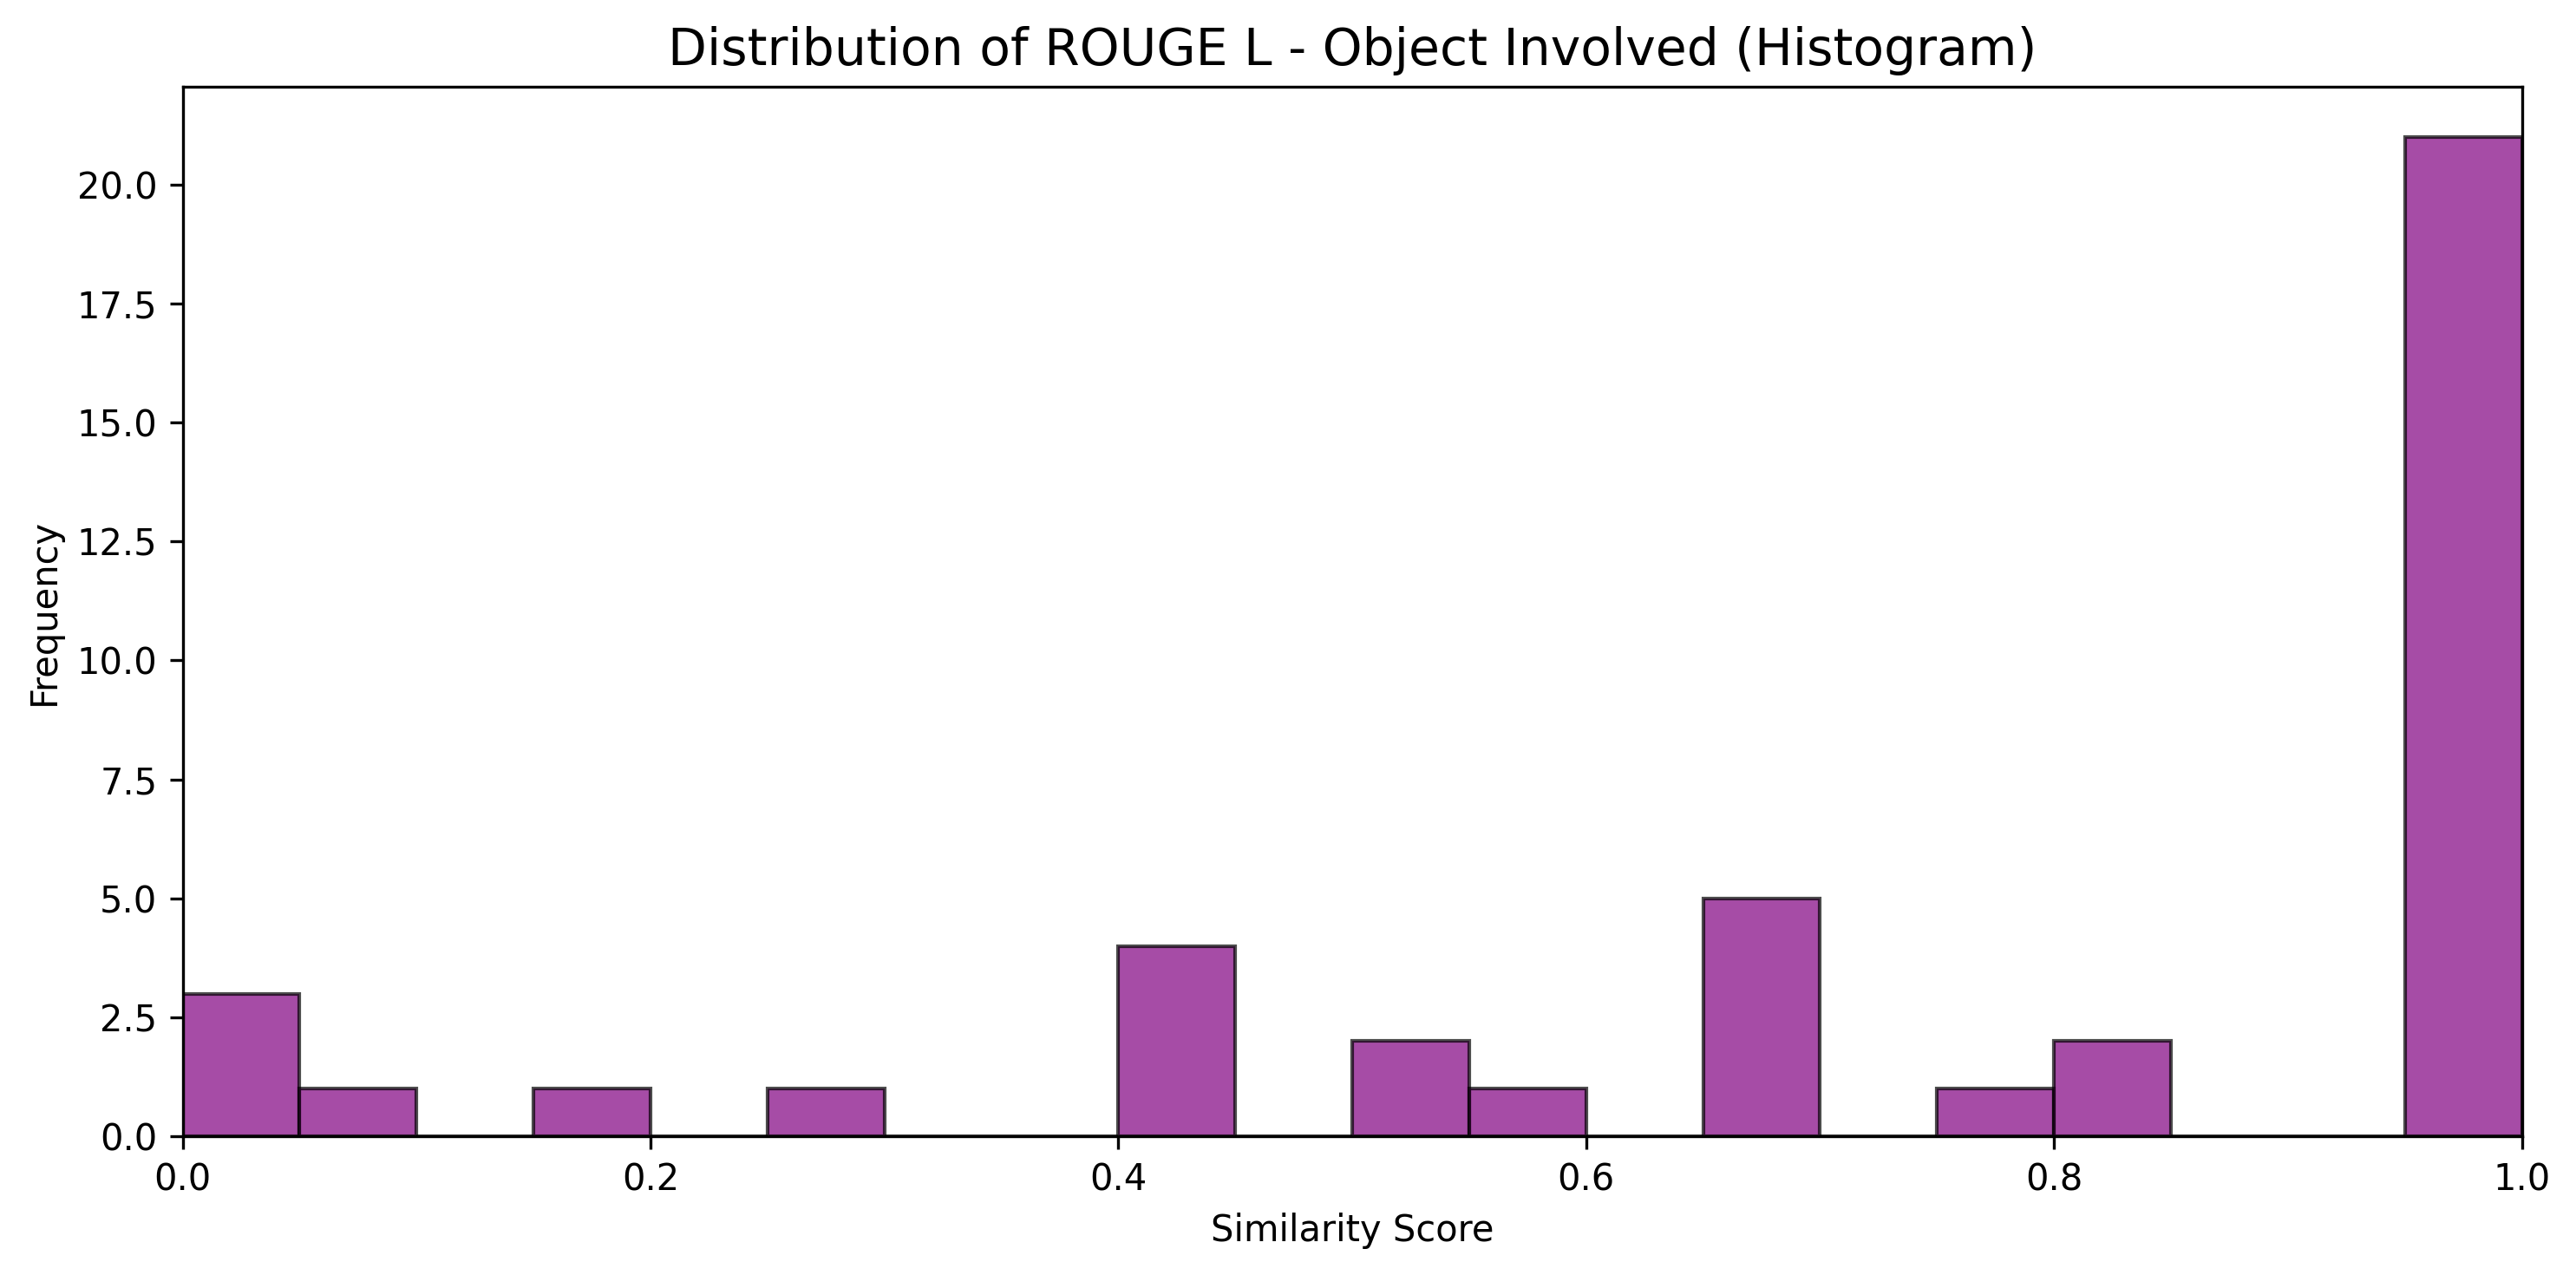 Distribution of ROUGE L - Object Involved (Histogram)
Frequency
20.0
17.5
15.0
12.5
10.0
7.5
5.0
2.5
0.0
0.0 0.2 0.4 0.6 0.8 1.0
Similarity Score